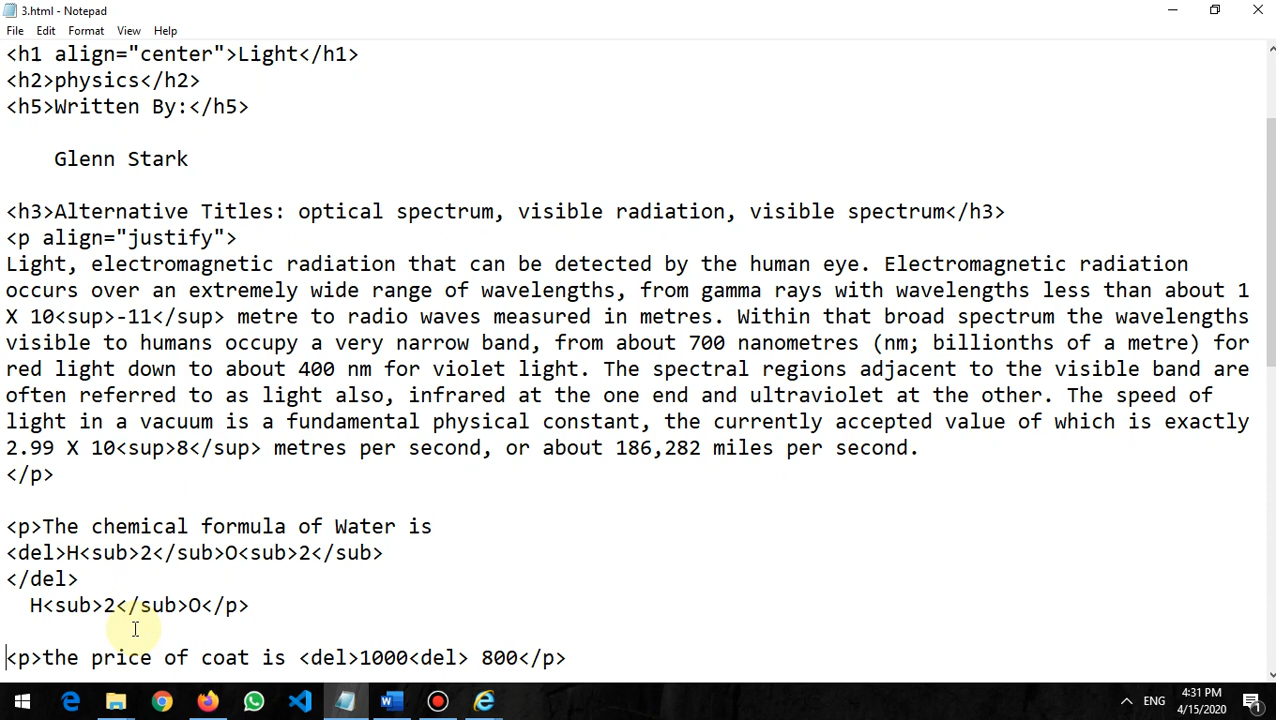 3.html - Notepad
File Edit Format View Help
<h1 align="center">Light</h1>
<h2>physics</h2>
<h5>Written By:</h5>
Glenn Stark
<h3>Alternative Titles: optical spectrum, visible radiation, visible spectrum</h3>
<p align="justify">
Light, electromagnetic radiation that can be detected by the human eye. Electromagnetic radiation
occurs over an extremely wide range of wavelengths, from gamma rays with wavelengths less than about 1
X 10<sup>-11</sup> metre to radio waves measured in metres. Within that broad spectrum the wavelengths
visible to humans occupy a very narrow band, from about 700 nanometres (nm; billionths of a metre) for
red light down to about 400 nm for violet light. The spectral regions adjacent to the visible band are
often referred to as light also, infrared at the one end and ultraviolet at the other. The speed of
light in a vacuum is a fundamental physical constant, the currently accepted value of which is exactly
2.99 X 10<sup>8</sup> metres per second, or about 186,282 miles per second.
</p>
<p>The chemical formula of Water is
<del>H<sub>2</sub>O<sub>2</sub>
</del>
H<sub>2</sub>O</p>
<p>the price of coat is <del>1000<del> 800</p>
ENG
4:31 PM
4/15/2020
1